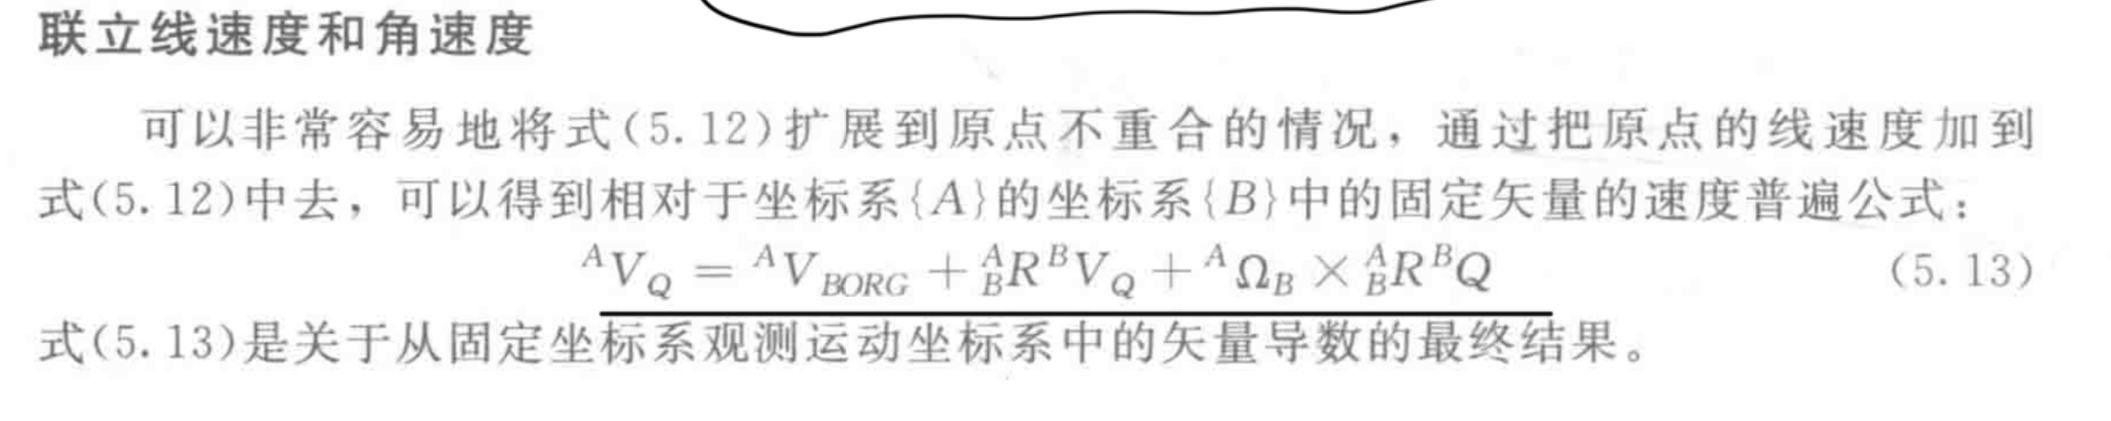 联立线速度和角速度
可以非常容易地将式(5.12)扩展到原点不重合的情况，通过把原点的线速度加到
式(5.12)中去，可以得到相对于坐标系{A}的坐标系{B}中的固定矢量的速度普遍公式：
$^{A}V_{Q} = {}^{A}V_{BORG} + {}^{A}_{B}R\,{}^{B}V_{Q} + {}^{A}\Omega_{B} \times {}^{A}_{B}R\,{}^{B}Q$ (5.13)
式(5.13)是关于从固定坐标系观测运动坐标系中的矢量导数的最终结果。